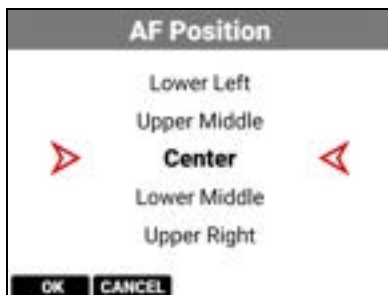 AF Position
Lower Left
Upper Middle
Center
Lower Middle
Upper Right
OK CANCEL